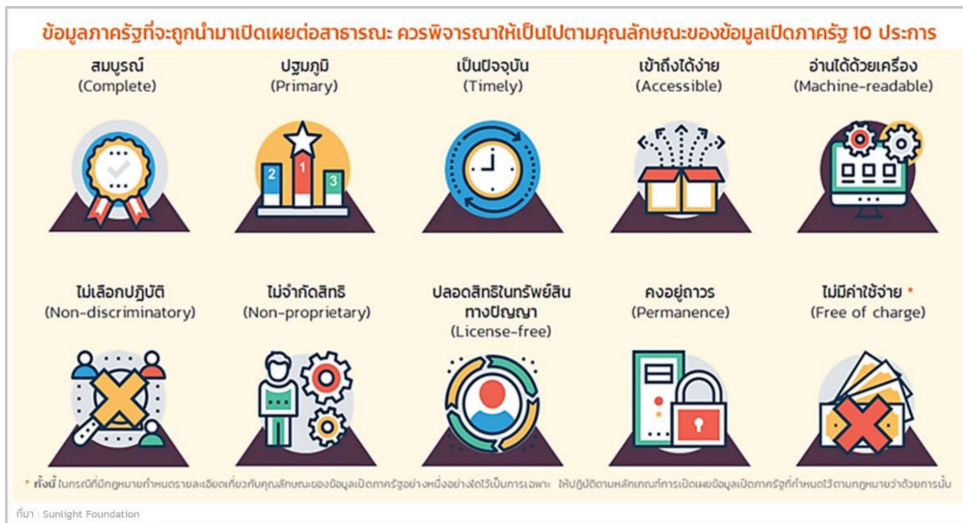 ข้อมูลภาครัฐที่จะถูกนำมาเปิดเผยต่อสาธารณะ ควรพิจารณาให้เป็นไปตามคุณลักษณะของข้อมูลเปิดภาครัฐ 10 ประการ
สมบูรณ์
(Complete)
ปฐมภูมิ
(Primary)
เป็นปัจจุบัน
(Timely)
เข้าถึงได้ง่าย
(Accessible)
อ่านได้ด้วยเครื่อง
(Machine-readable)
2
1
3
ไม่เลือกปฏิบัติ
(Non-discriminatory)
ไม่จำกัดสิทธิ
(Non-proprietary)
ปลอดสิทธิในทรัพย์สิน
ทางปัญญา
(License-free)
คงอยู่ถาวร
(Permanence)
ไม่มีค่าใช้จ่าย *
(Free of charge)
* ทั้งนี้ ในกรณีที่มีกฎหมายกำหนดรายละเอียดเกี่ยวกับคุณลักษณะของข้อมูลเปิดภาครัฐอย่างหนึ่งอย่างใดไว้เป็นการเฉพาะ ให้ปฏิบัติตามหลักเกณฑ์การเปิดเผยข้อมูลเปิดภาครัฐที่กำหนดไว้ตามกฎหมายว่าด้วยการนั้น
ที่มา : Sunlight Foundation